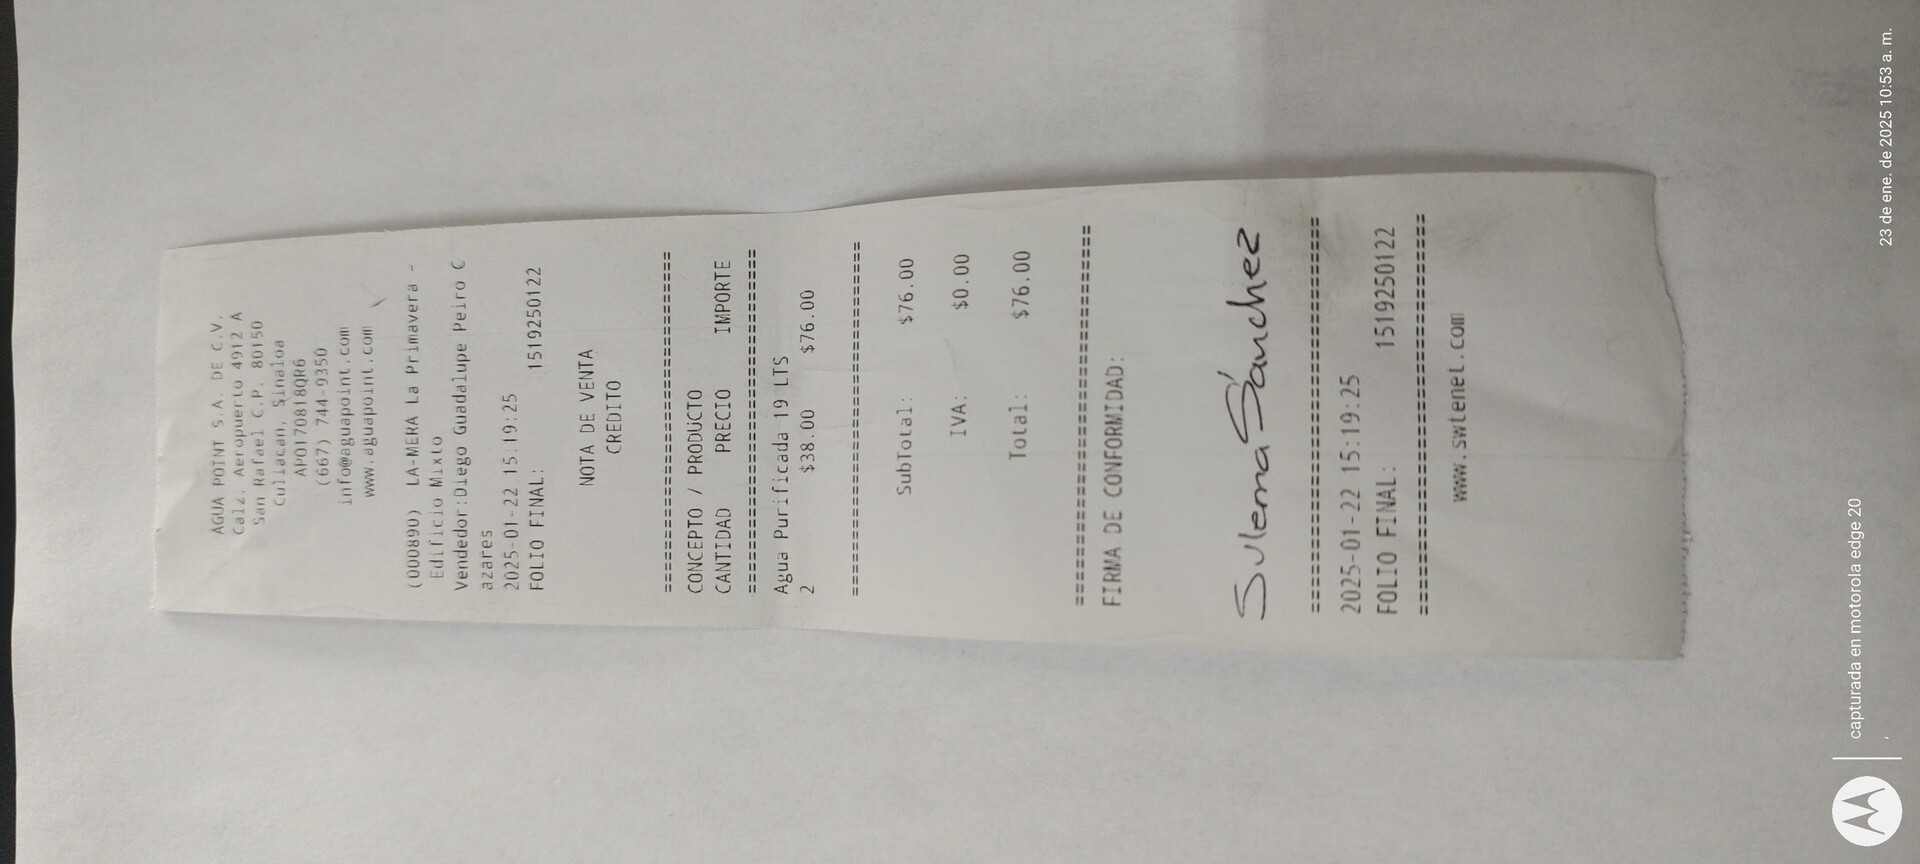 AGUA POINT S.A. DE C.V.
Calz. Aeropuerto 4912 A
San Rafael C.P. 80150
Culiacan, Sinaloa
APO170818QR6
(667) 744-9350
info@aguapoint.com
www.aguapoint.com
(000890) LA-MERA La Primavera -
Edificio Mixto
Vendedor:Diego Guadalupe Peiro C
azares
2025-01-22 15:19:25
FOLIO FINAL: 1519250122
NOTA DE VENTA
CREDITO
================================
CONCEPTO / PRODUCTO
CANTIDAD PRECIO IMPORTE
================================
Agua Purificada 19 LTS
2 $38.00 $76.00
================================
SubTotal: $76.00
IVA: $0.00
Total: $76.00
================================
FIRMA DE CONFORMIDAD:
Sulema Sánchez
================================
2025-01-22 15:19:25
FOLIO FINAL: 1519250122
================================
www.swtenet.com
capturada en motorola edge 20
23 de ene. de 2025 10:53 a. m.